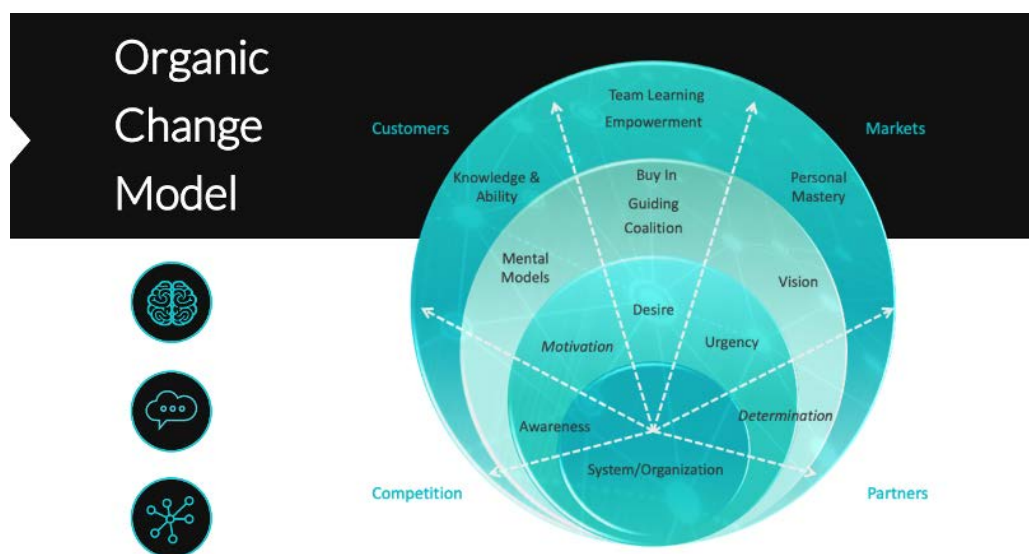 Organic
Change
Model
Customers
Markets
Team Learning
Empowerment
Knowledge &
Ability
Personal
Mastery
Buy In
Guiding
Coalition
Mental
Models
Vision
Desire
Motivation
Urgency
Awareness
Determination
System/Organization
Competition
Partners